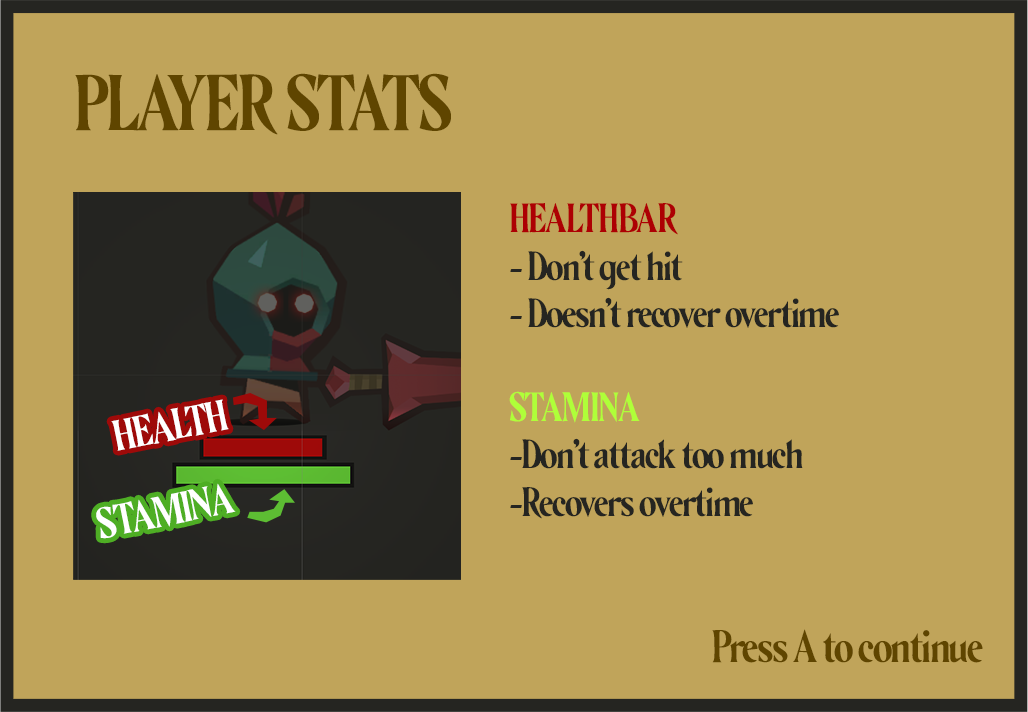 PLAYER STATS
HEALTH
STAMINA
HEALTHBAR
- Don't get hit
- Doesn't recover overtime
STAMINA
-Don't attack too much
-Recovers overtime
Press A to continue